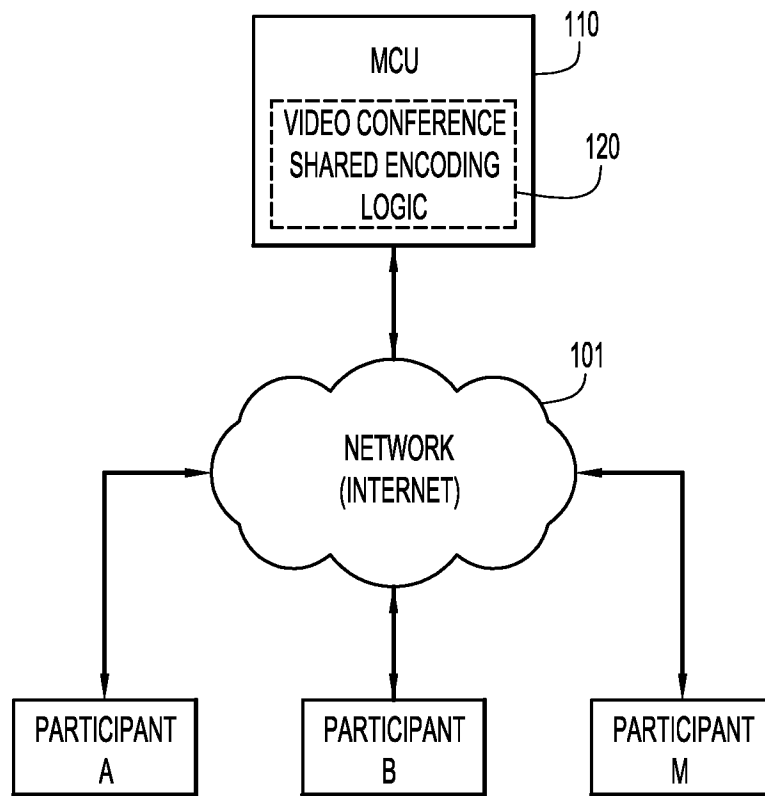 110
MCU
VIDEO CONFERENCE
SHARED ENCODING
LOGIC
120
101
NETWORK
(INTERNET)
PARTICIPANT
A
PARTICIPANT
B
PARTICIPANT
M